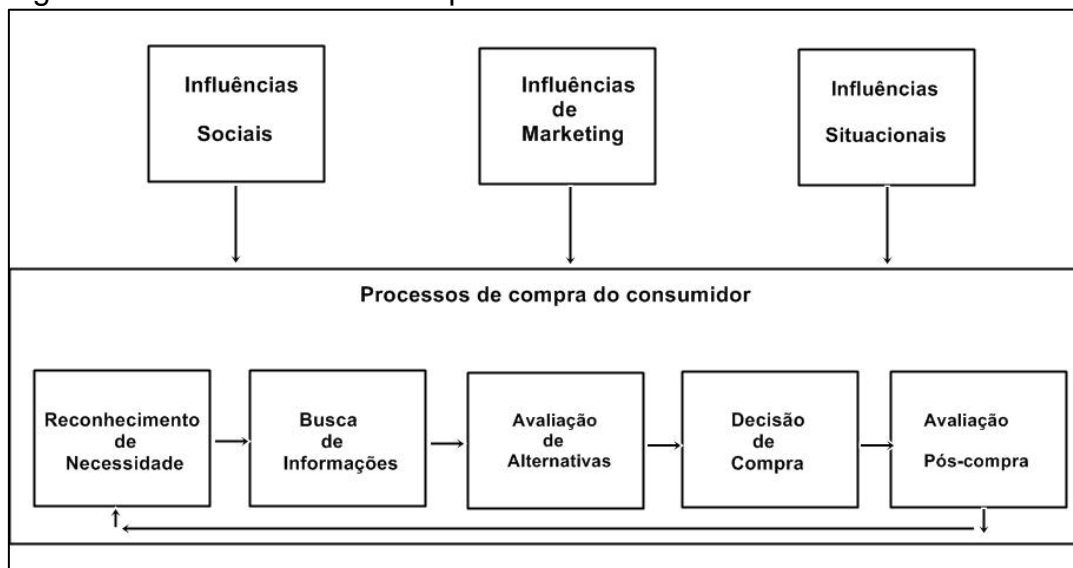 Influências
Sociais
Influências
de
Marketing
Influências
Situacionais
Processos de compra do consumidor
Reconhecimento
de
Necessidade
Busca
de
Informações
Avaliação
de
Alternativas
Decisão
de
Compra
Avaliação
Pós-compra